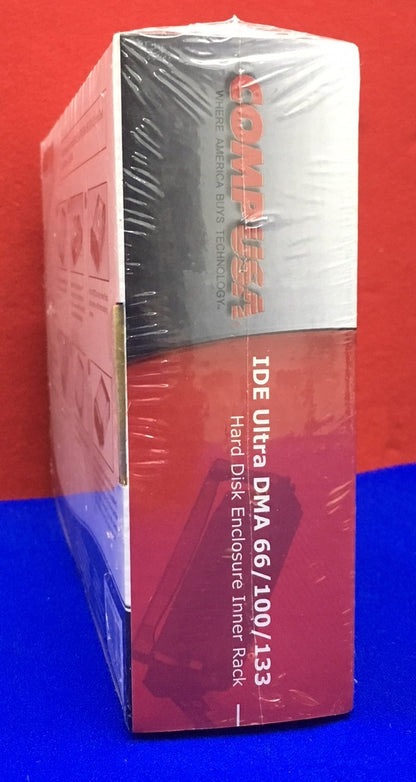 COMPUSA
WHERE AMERICA BUYS TECHNOLOGY.
IDE Ultra DMA 66/100/133
Hard Disk Enclosure Inner Rack